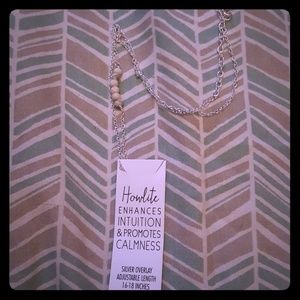 Howlite
ENHANCES
INTUITION
& PROMOTES
CALMNESS
SILVER OVERLAY
ADJUSTABLE LENGTH
16-18 INCHES